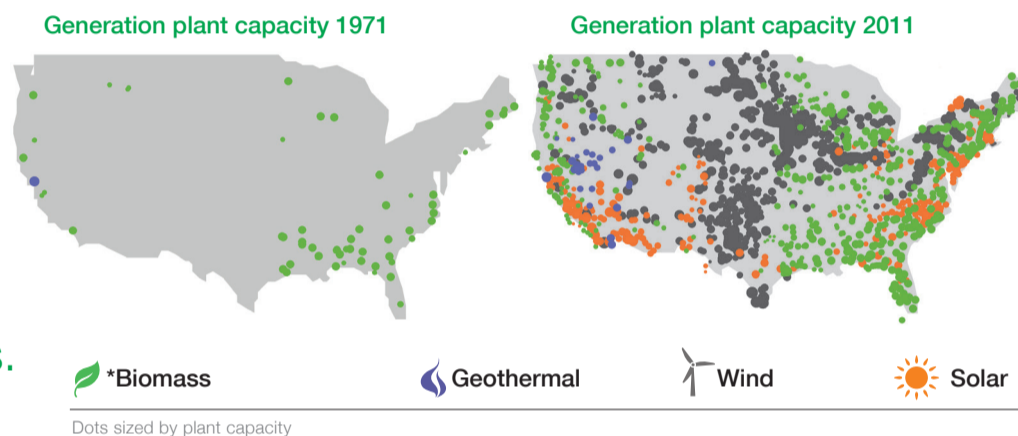 Generation plant capacity 1971
Generation plant capacity 2011
s.
*Biomass
Geothermal
Wind
Solar
Dots sized by plant capacity